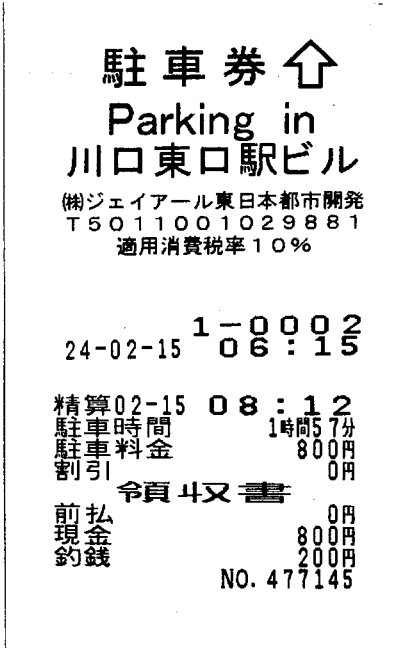 駐車券⇧
Parking in
川口東口駅ビル
㈱ジェイアール東日本都市開発
T5011001029881
適用消費税率10%
1-0002
24-02-15 06:15
精算02-15 08:12
駐車時間 1時間57分
駐車料金 800円
割引 0円
領収書
前払 0円
現金 800円
釣銭 200円
NO.477145